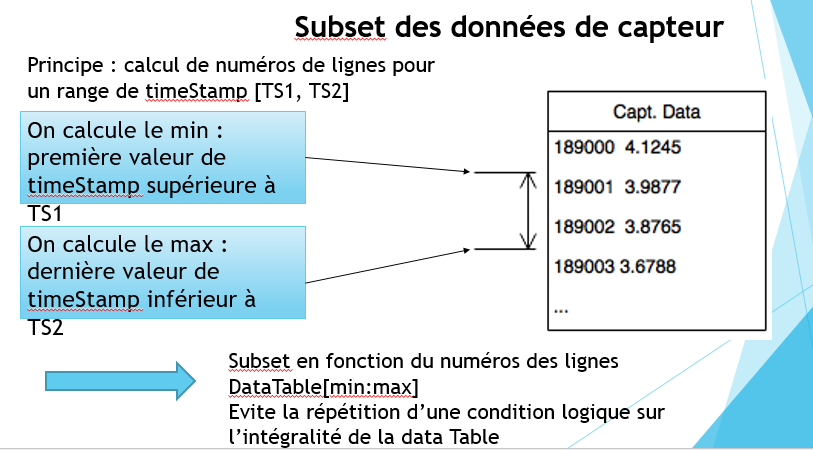 Subset des données de capteur
Principe : calcul de numéros de lignes pour
un range de timeStamp [TS1, TS2]
On calcule le min :
première valeur de
timeStamp supérieure à
TS1
On calcule le max :
dernière valeur de
timeStamp inférieur à
TS2
Capt. Data
189000 4.1245
189001 3.9877
189002 3.8765
189003 3.6788
...
Subset en fonction du numéros des lignes
DataTable[min:max]
Evite la répétition d’une condition logique sur
l’intégralité de la data Table